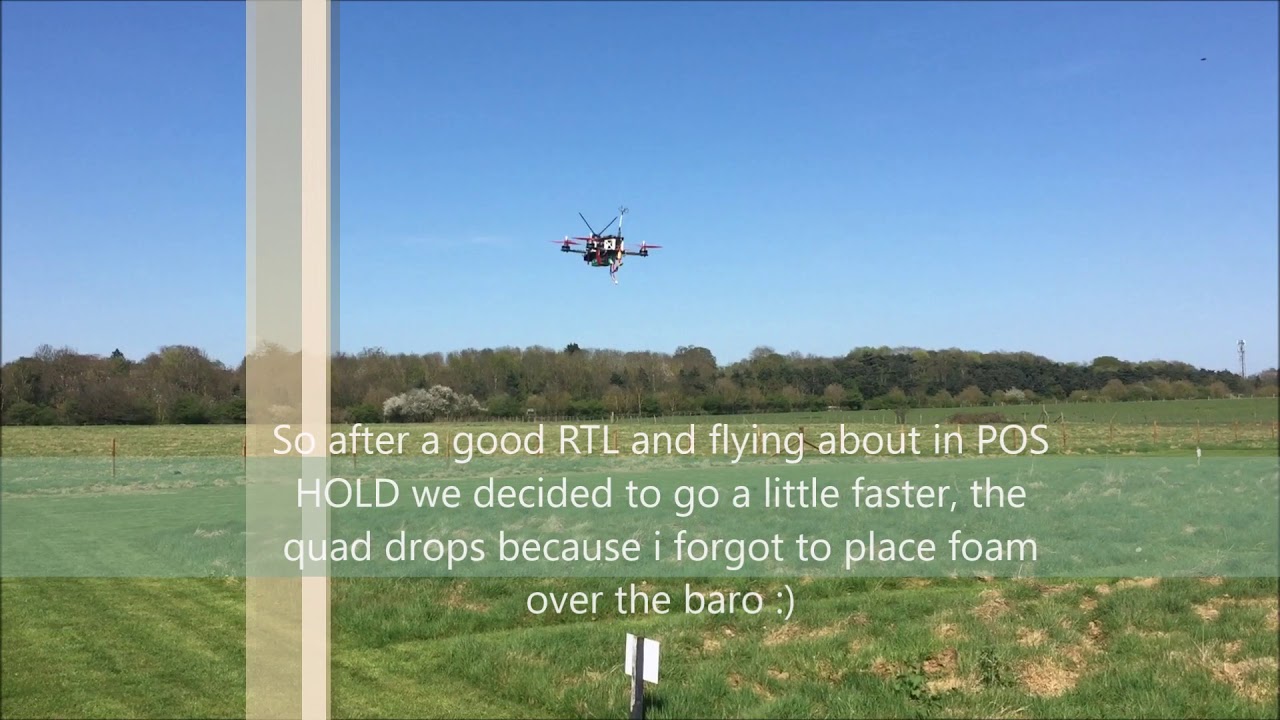 So after a good RTL and flying about in POS
HOLD we decided to go a little faster, the
quad drops because i forgot to place foam
over the baro :)